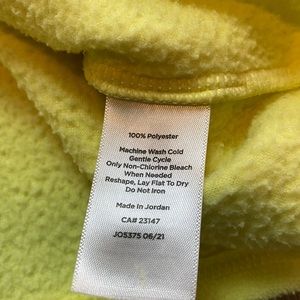 100% Polyester
Machine Wash Cold
Gentle Cycle
Only Non-Chlorine Bleach
When Needed
Reshape, Lay Flat To Dry
Do Not Iron
Made In Jordan
CA# 23147
JO5375 06/21